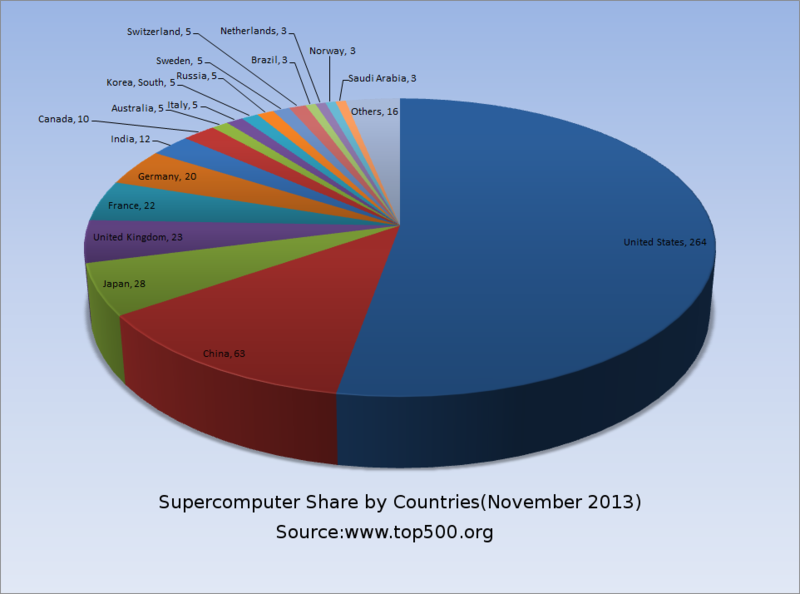 Switzerland, 5
Netherlands, 3
Norway, 3
Sweden, 5
Brazil,3
Russia,5
Saudi Arabia, 3
Korea, South, 5
Australia, 5
Italy, 5
Others, 16
Canada, 10
India, 12
Germany, 20
France, 22
United Kingdom, 23
United States, 264
Japan, 28
China, 63
Supercomputer Share by Countries(November 2013)
Source:www.top500.org